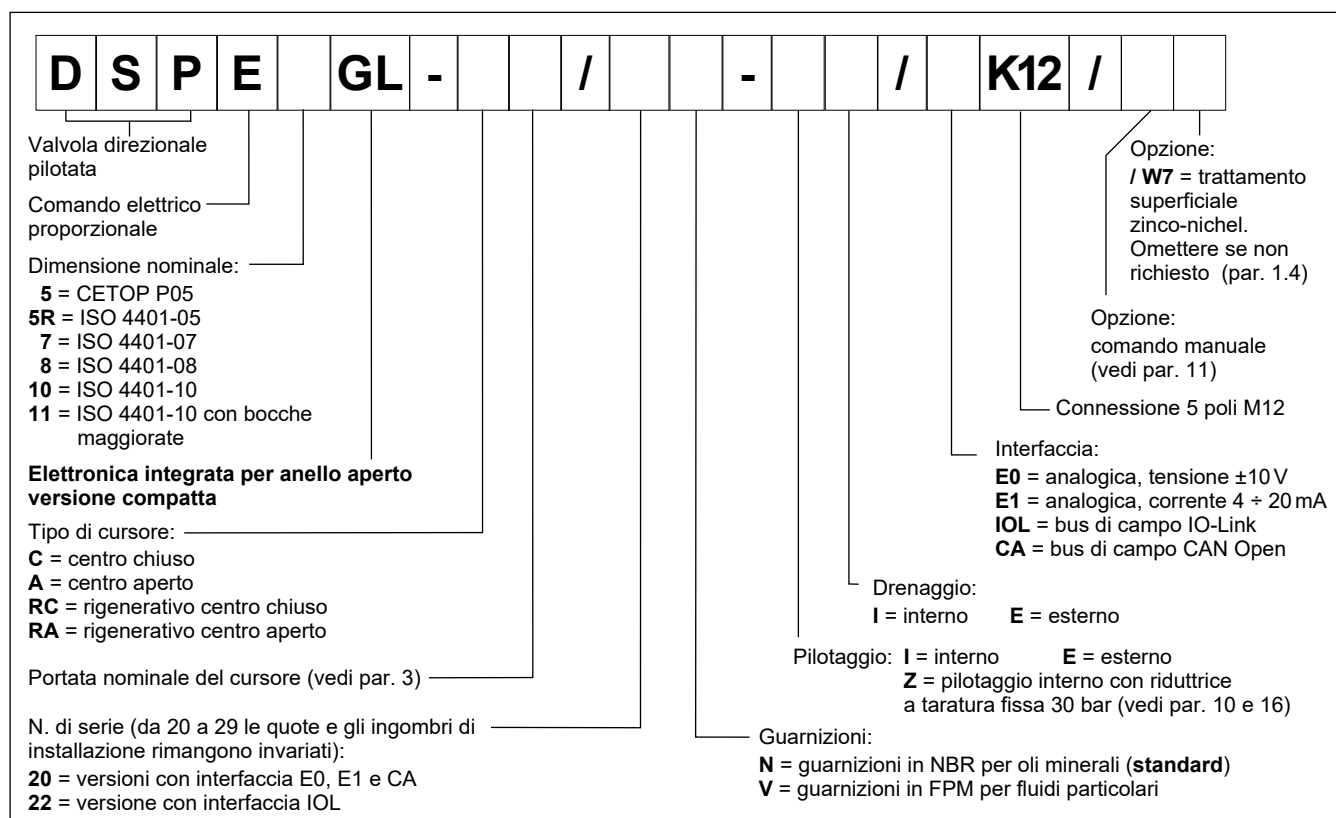 D S P E GL - / - / K12 /
Valvola direzionale
pilotata
Comando elettrico
proporzionale
Dimensione nominale:
5 = CETOP P05
5R = ISO 4401-05
7 = ISO 4401-07
8 = ISO 4401-08
10 = ISO 4401-10
11 = ISO 4401-10 con bocche
maggiorate
Elettronica integrata per anello aperto
versione compatta
Tipo di cursore:
C = centro chiuso
A = centro aperto
RC = rigenerativo centro chiuso
RA = rigenerativo centro aperto
Portata nominale del cursore (vedi par. 3)
N. di serie (da 20 a 29 le quote e gli ingombri di
installazione rimangono invariati):
20 = versioni con interfaccia E0, E1 e CA
22 = versione con interfaccia IOL
Opzione:
/ W7 = trattamento
superficiale
zinco-nichel.
Omettere se non
richiesto (par. 1.4)
Opzione:
comando manuale
(vedi par. 11)
Connessione 5 poli M12
Interfaccia:
E0 = analogica, tensione ±10 V
E1 = analogica, corrente 4 ÷ 20 mA
IOL = bus di campo IO-Link
CA = bus di campo CAN Open
Drenaggio:
I = interno E = esterno
Pilotaggio: I = interno E = esterno
Z = pilotaggio interno con riduttrice
a taratura fissa 30 bar (vedi par. 10 e 16)
Guarnizioni:
N = guarnizioni in NBR per oli minerali (standard)
V = guarnizioni in FPM per fluidi particolari